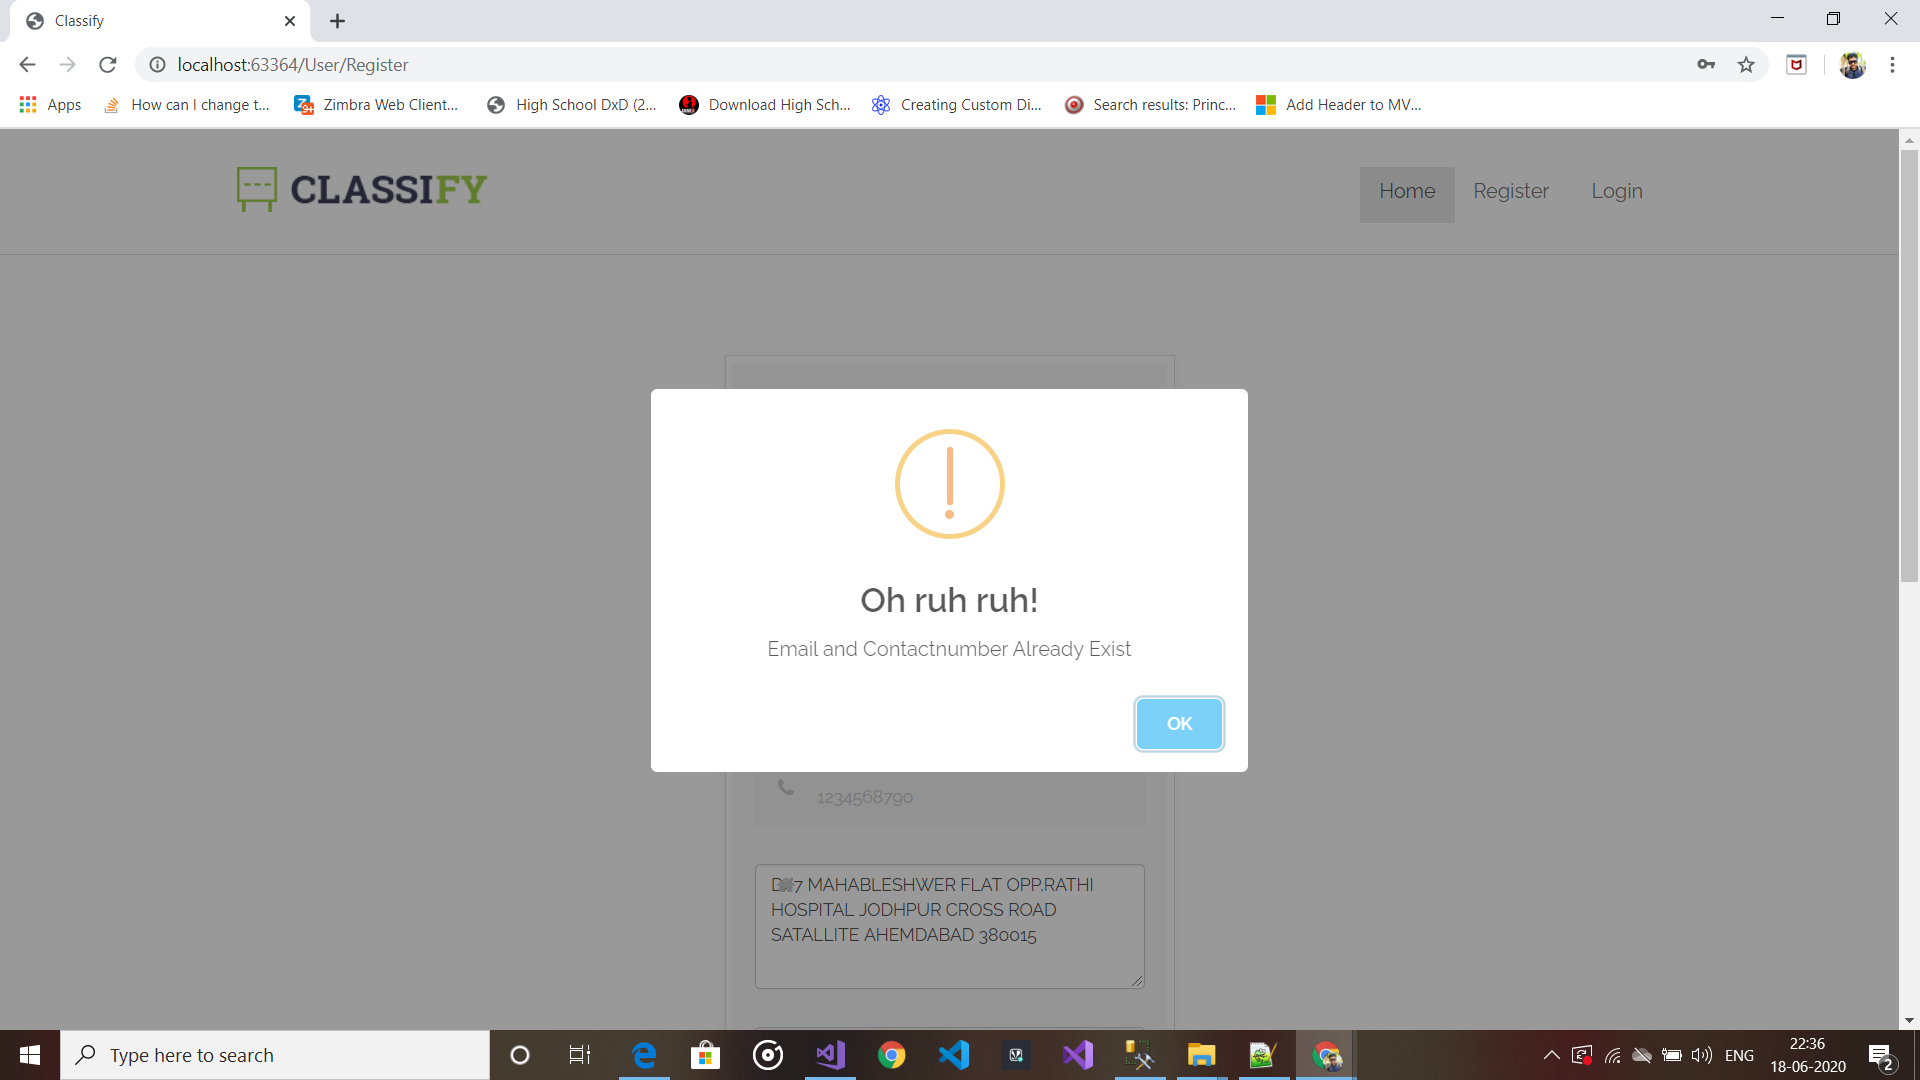 Classify
localhost:63364/User/Register
Apps
How can I change t...
Zimbra Web Client...
High School DxD (2...
Download High Sch...
Creating Custom Di...
Search results: Princ...
Add Header to MV...
CLASSIFY
Home
Register
Login
Oh ruh ruh!
Email and Contactnumber Already Exist
OK
1234568790
7 MAHABLESHWER FLAT OPP,RATHI
HOSPITAL JODHPUR CROSS ROAD
SATALLITE AHEMDABAD 380015
Type here to search
ENG
22:36
18-06-2020
2